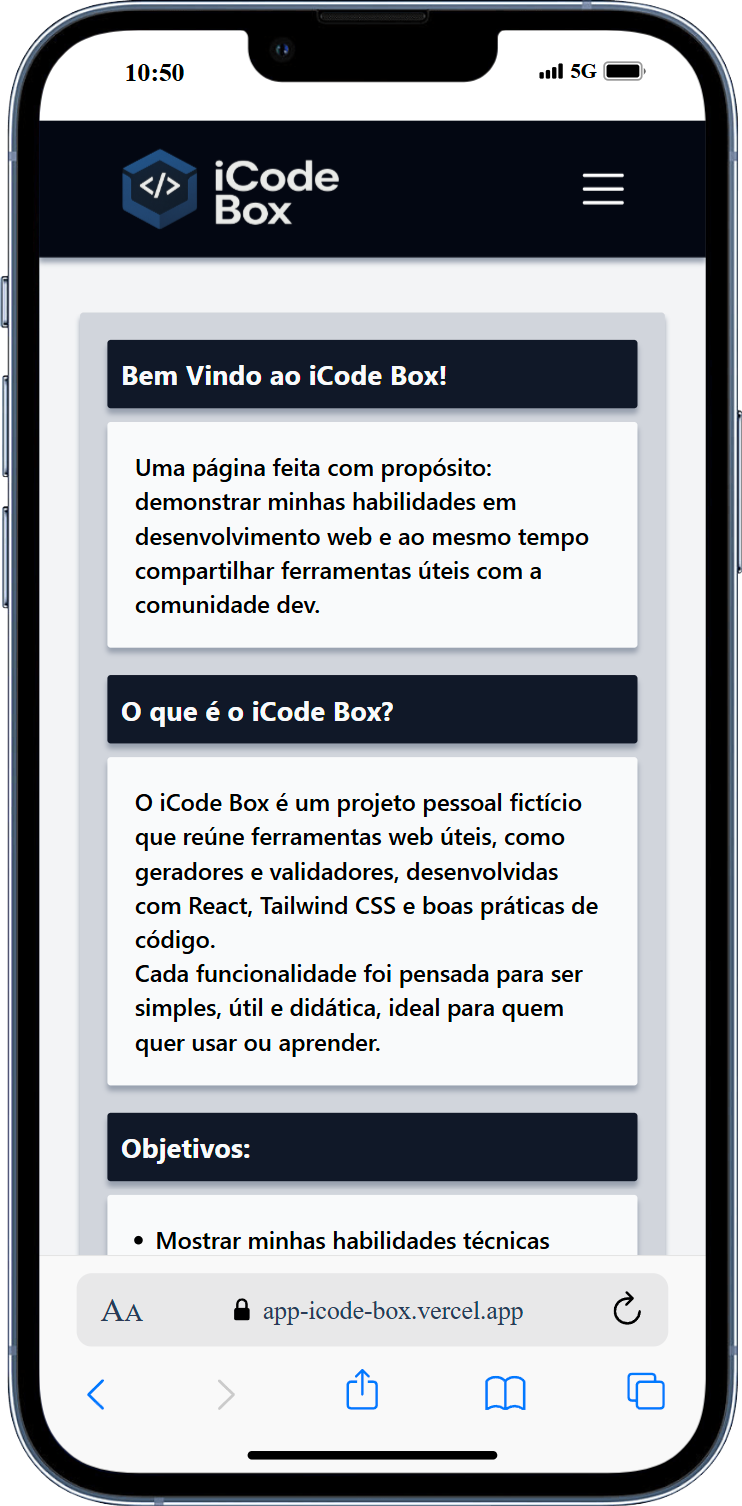 10:50
5G
</>
iCode
Box
Bem Vindo ao iCode Box!
Uma página feita com propósito:
demonstrar minhas habilidades em
desenvolvimento web e ao mesmo tempo
compartilhar ferramentas úteis com a
comunidade dev.
O que é o iCode Box?
O iCode Box é um projeto pessoal fictício
que reúne ferramentas web úteis, como
geradores e validadores, desenvolvidas
com React, Tailwind CSS e boas práticas de
código.
Cada funcionalidade foi pensada para ser
simples, útil e didática, ideal para quem
quer usar ou aprender.
Objetivos:
• Mostrar minhas habilidades técnicas
AA
app-icode-box.vercel.app